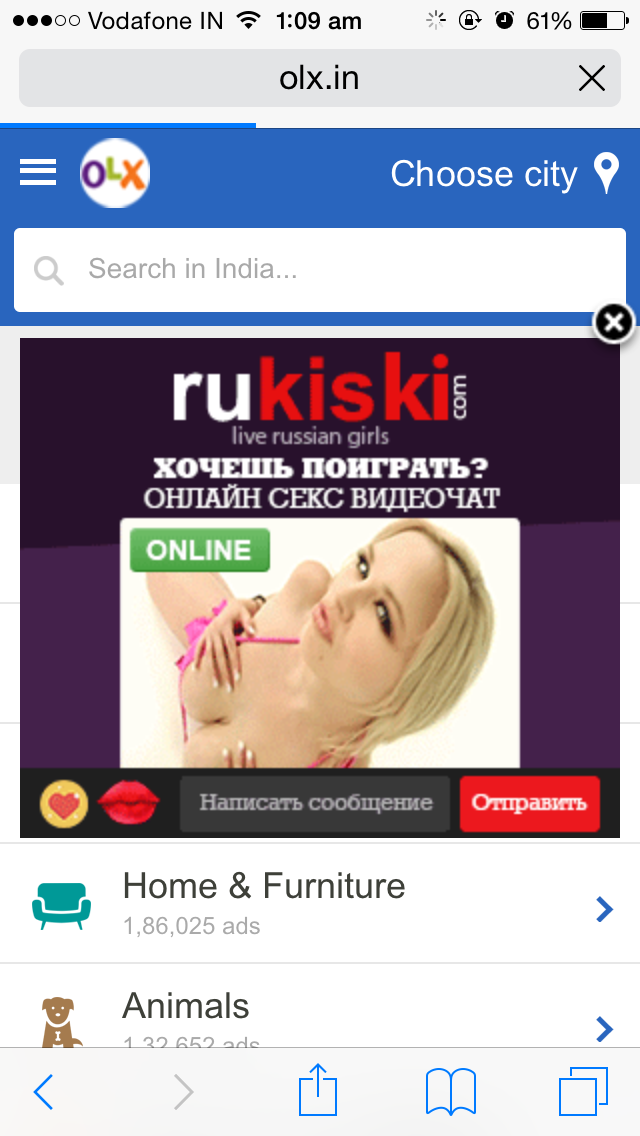 Vodafone IN 1:09 am 61%
olx.in
OLX Choose city
Search in India...
rukiski com
live russian girls
ХОЧЕШЬ ПОИГРАТЬ?
ОНЛАЙН СЕКС ВИДЕОЧАТ
ONLINE
Написать сообщение Отправить
Home & Furniture
1,86,025 ads
Animals
1,32,652 ads